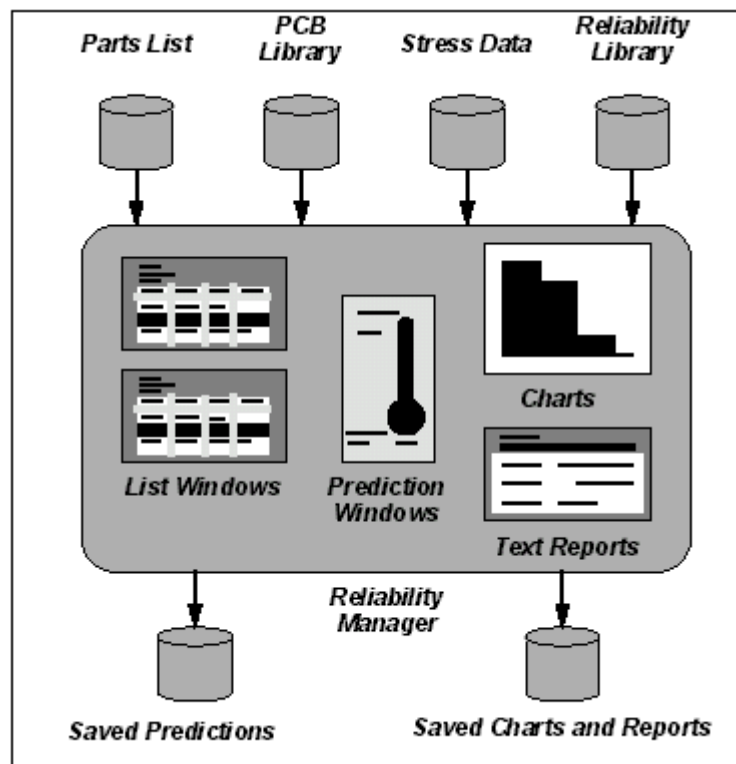 Parts List
PCB
Library
Stress Data
Reliability
Library
List Windows
Prediction
Windows
Charts
Text Reports
Reliability
Manager
Saved Predictions
Saved Charts and Reports